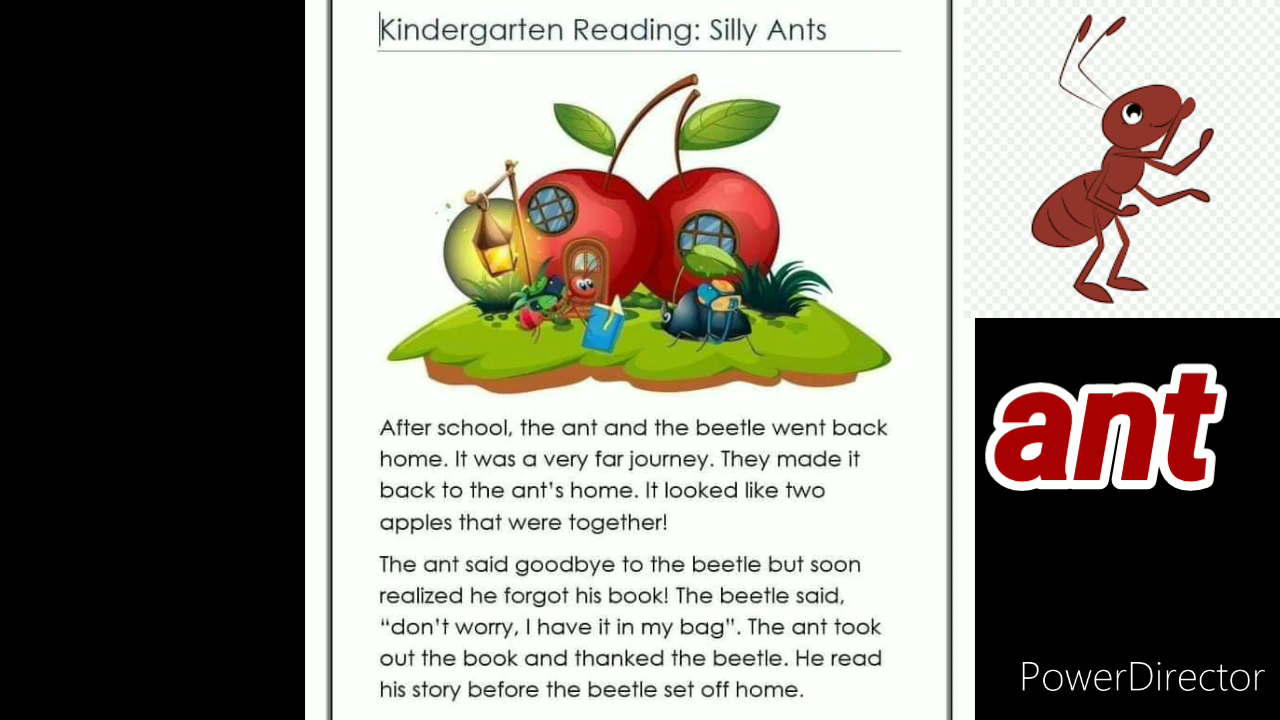 Kindergarten Reading: Silly Ants
After school, the ant and the beetle went back
home. It was a very far journey. They made it
back to the ant's home. It looked like two
apples that were together!
The ant said goodbye to the beetle but soon
realized he forgot his book! The beetle said,
“don't worry, I have it in my bag”. The ant took
out the book and thanked the beetle. He read
his story before the beetle set off home.
ant
PowerDirector